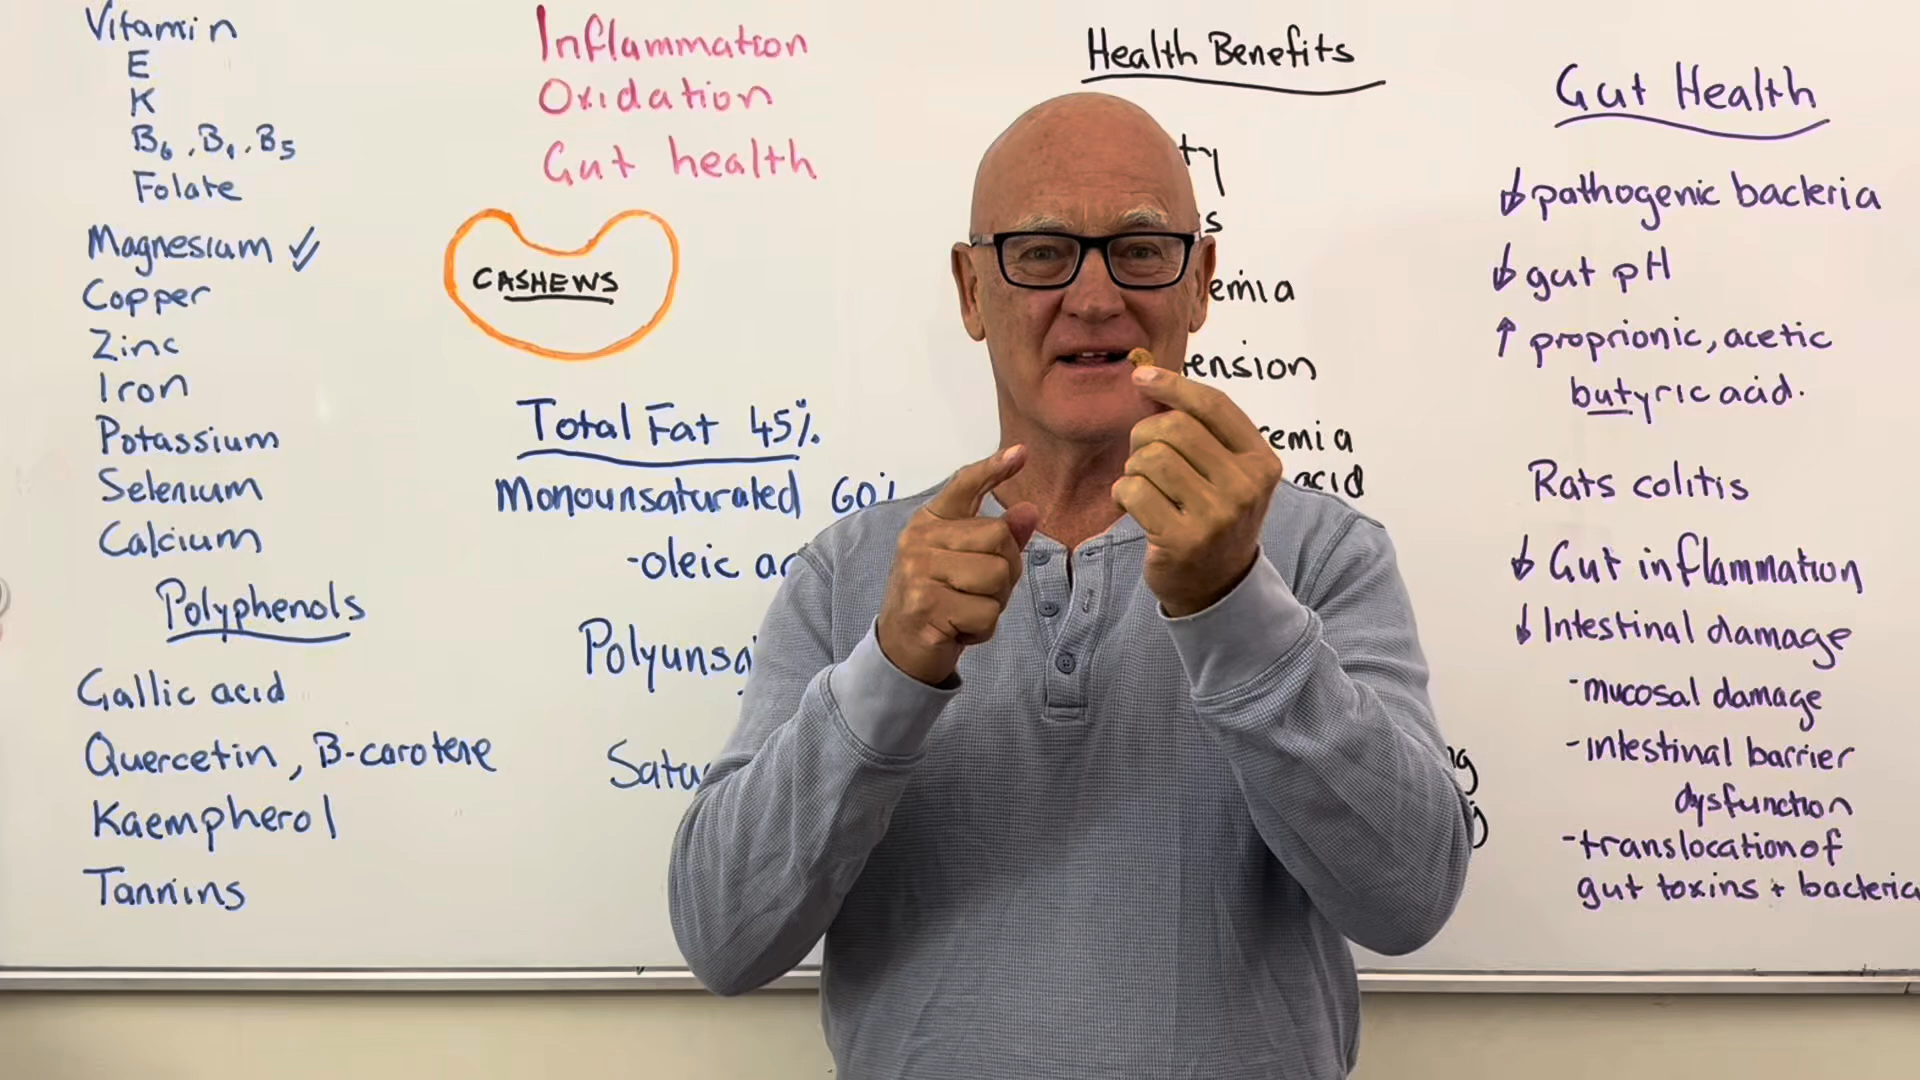 Vitamin
E
K
B6, B1, B5
Folate
Magnesium ✓
Copper
Zinc
Iron
Potassium
Selenium
Calcium
Polyphenols
Gallic acid
Quercetin, B-carotene
Kaempherol
Tannins
Inflammation
Oxidation
Gut health
CASHEWS
Total Fat 45%
Monounsaturated 60%
-oleic
Health Benefits
acid
Gut Health
↓ pathogenic bacteria
↓ gut pH
↑ proprionic, acetic
butyric acid.
Rats colitis
↓ Gut inflammation
↓ Intestinal damage
-mucosal damage
-intestinal barrier
dysfunction
-translocation of
gut toxins + bacteria